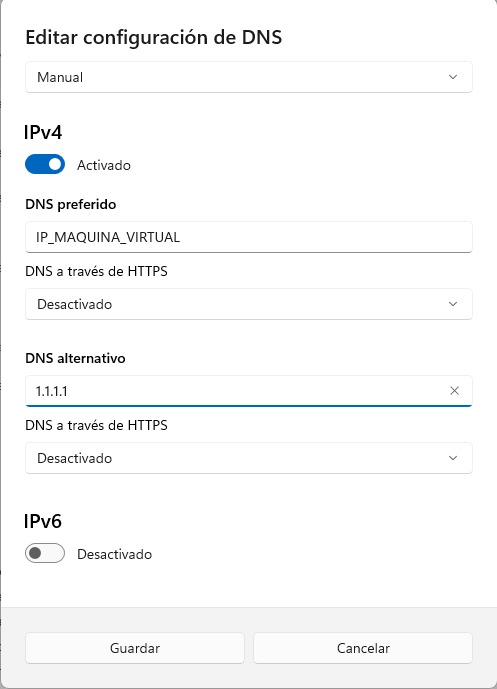 Editar configuración de DNS
Manual
IPv4
Activado
DNS preferido
IP_MAQUINA_VIRTUAL
DNS a través de HTTPS
Desactivado
DNS alternativo
1.1.1.1
DNS a través de HTTPS
Desactivado
IPv6
Desactivado
Guardar
Cancelar